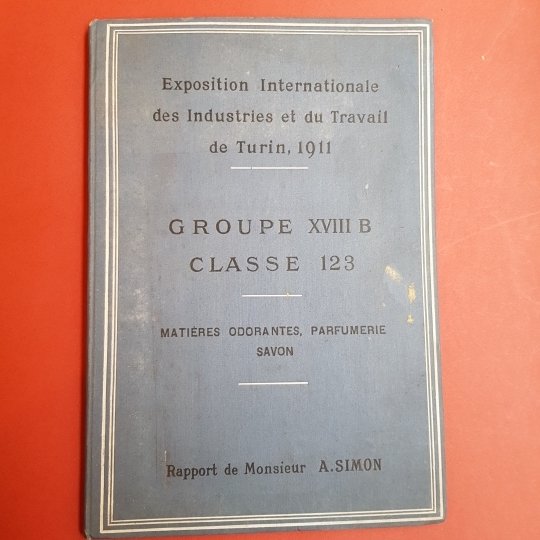 Exposition Internationale
des Industries et du Travail
de Turin, 1911
GROUPE XVIII B
CLASSE 123
MATIÈRES ODORANTES, PARFUMERIE
SAVON
Rapport de Monsieur A. SIMON